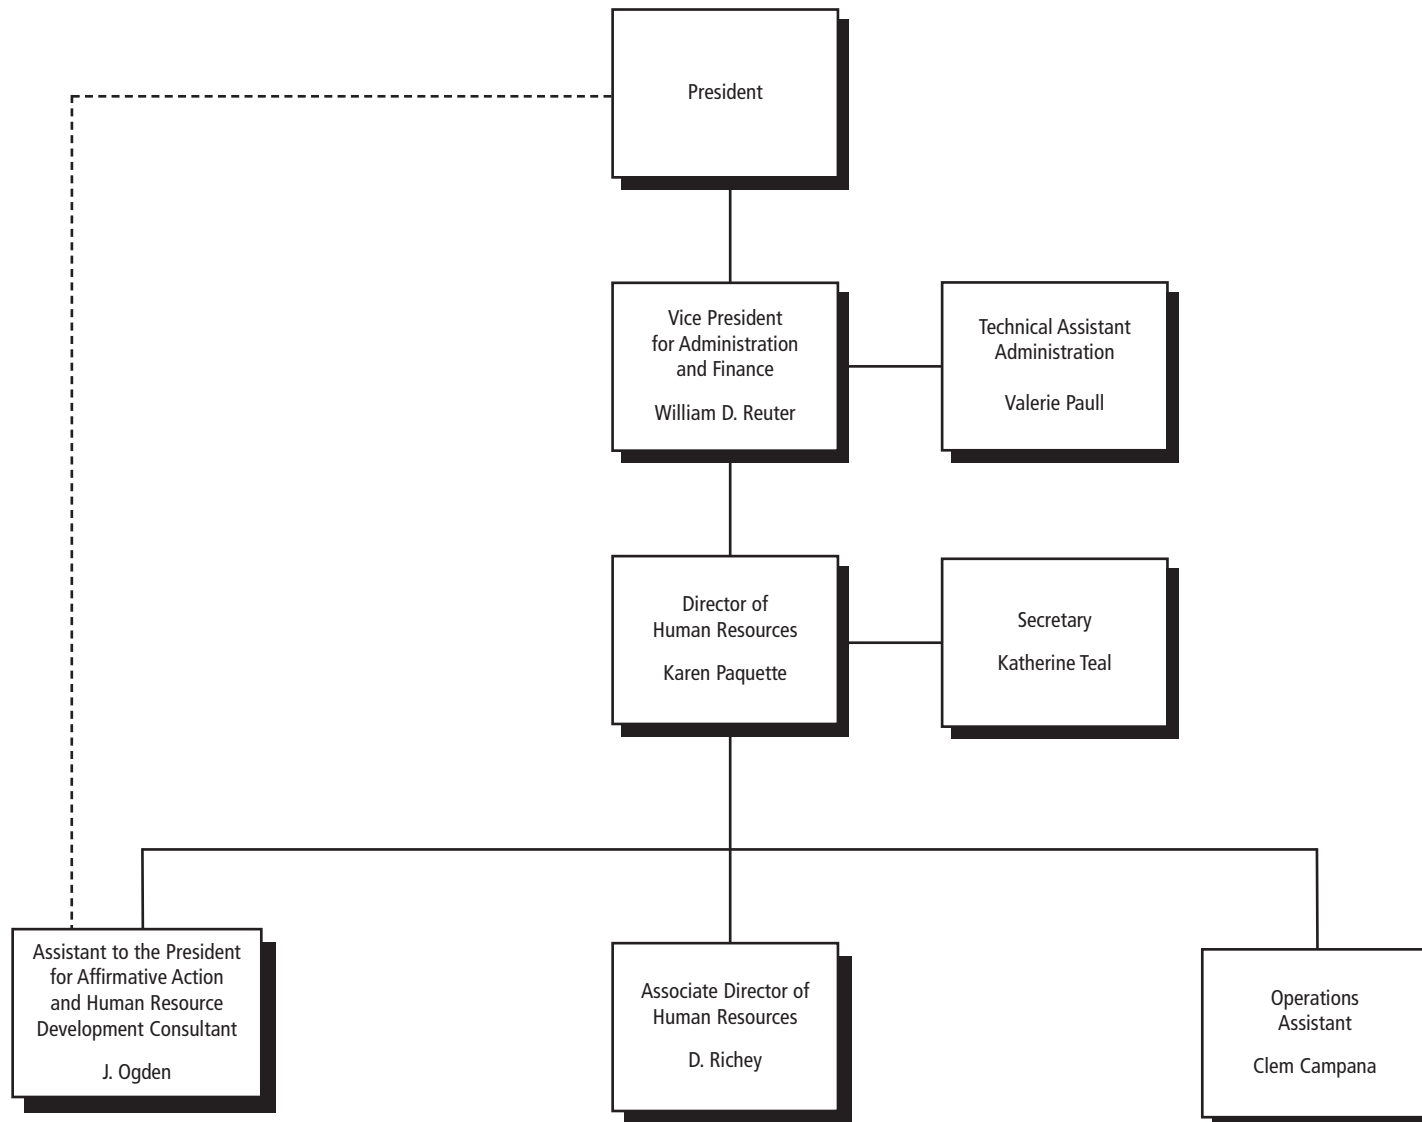 President
Vice President
for Administration
and Finance
William D. Reuter
Technical Assistant
Administration
Valerie Paull
Director of
Human Resources
Karen Paquette
Secretary
Katherine Teal
Assistant to the President
for Affirmative Action
and Human Resource
Development Consultant
J. Ogden
Associate Director of
Human Resources
D. Richey
Operations
Assistant
Clem Campana